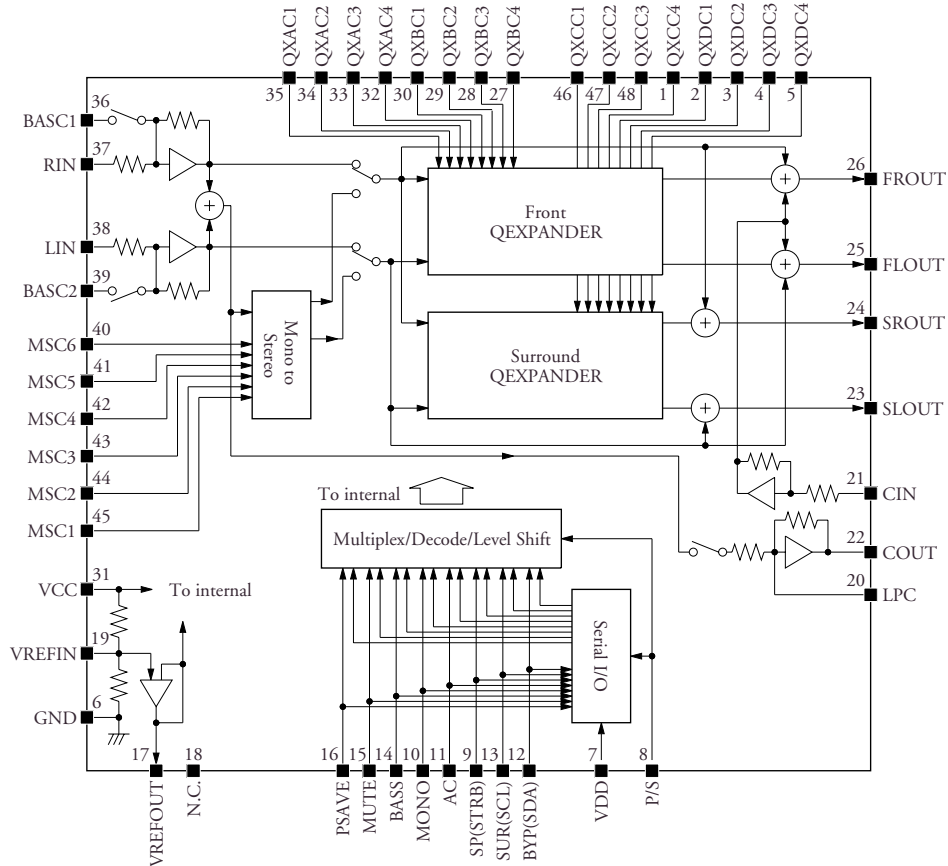 QXAC1
QXAC2
QXAC3
QXAC4
QXBC1
QXBC2
QXBC3
QXBC4
QXCC1
QXCC2
QXCC3
QXCC4
QXDC1
QXDC2
QXDC3
QXDC4
35
34
33
32
30
29
28
27
46
47
48
1
2
3
4
5
36
BASC1
37
RIN
38
LIN
39
BASC2
40
MSC6
41
MSC5
42
MSC4
43
MSC3
44
MSC2
45
MSC1
31
VCC
To internal
19
VREFIN
6
GND
+
Mono to
Stereo
Front
QEXPANDER
Surround
QEXPANDER
+
+
+
+
26
FROUT
25
FLOUT
24
SROUT
23
SLOUT
21
CIN
22
COUT
20
LPC
To internal
Multiplex/Decode/Level Shift
Serial I/O
17
18
16
15
14
10
11
9
13
12
7
8
VREFOUT
N.C.
PSAVE
MUTE
BASS
MONO
AC
SP(STRB)
SUR(SCL)
BYP(SDA)
VDD
P/S